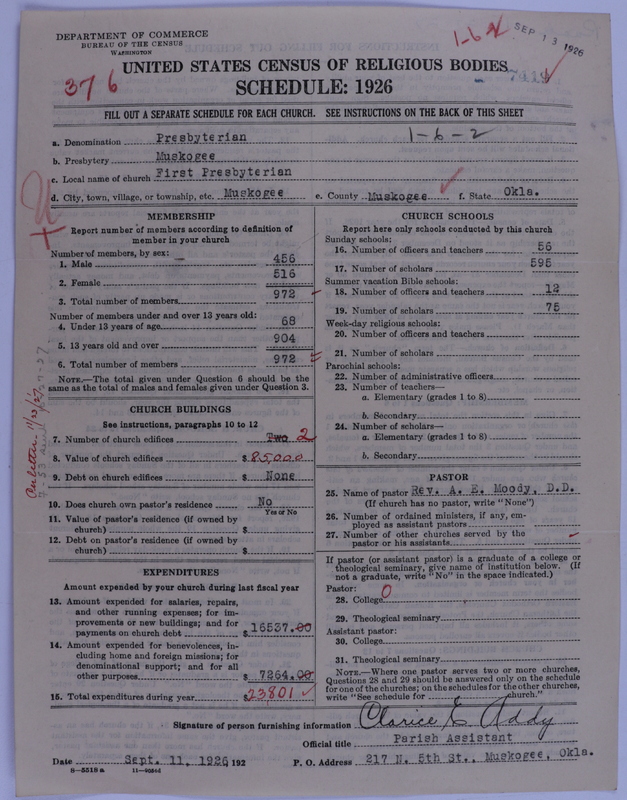 DEPARTMENT OF COMMERCE
BUREAU OF THE CENSUS
WASHINGTON
1-6 2
SEP 13 1926
376
UNITED STATES CENSUS OF RELIGIOUS BODIES
SCHEDULE: 1926
FILL OUT A SEPARATE SCHEDULE FOR EACH CHURCH. SEE INSTRUCTIONS ON THE BACK OF THIS SHEET
a. Denomination Presbyterian 1-6-2
b. Presbytery Muskogee
c. Local name of church First Presbyterian
d. City, town, village, or township, etc. Muskogee e. County Muskogee f. State Okla.
MEMBERSHIP
Report number of members according to definition of
member in your church
Number of members, by sex:
1. Male 456
2. Female 516
3. Total number of members 972
Number of members under and over 13 years old:
4. Under 13 years of age 68
5. 13 years old and over 904
6. Total number of members 972
NOTE.—The total given under Question 6 should be the
same as the total of males and females given under Question 3.
CHURCH BUILDINGS
See instructions, paragraphs 10 to 12
7. Number of church edifices Two 2
8. Value of church edifices $ 85,000
9. Debt on church edifices $ None
10. Does church own pastor's residence No
Yes or No
11. Value of pastor's residence (if owned by
church) $
12. Debt on pastor's residence (if owned by
church) $
EXPENDITURES
Amount expended by your church during last fiscal year
13. Amount expended for salaries, repairs,
and other running expenses; for im-
provements or new buildings; and for
payments on church debt $ 16537.00
14. Amount expended for benevolences, in-
cluding home and foreign missions; for
denominational support; and for all
other purposes $ 7264.00
15. Total expenditures during year $ 23801
CHURCH SCHOOLS
Report here only schools conducted by this church
Sunday schools:
16. Number of officers and teachers 56
17. Number of scholars 595
Summer vacation Bible schools:
18. Number of officers and teachers 12
19. Number of scholars 75
Week-day religious schools:
20. Number of officers and teachers
21. Number of scholars
Parochial schools:
22. Number of administrative officers
23. Number of teachers—
a. Elementary (grades 1 to 8)
b. Secondary
24. Number of scholars—
a. Elementary (grades 1 to 8)
b. Secondary
PASTOR
25. Name of pastor Rev. A. E. Moody, D.D.
(If church has no pastor, write "None")
26. Number of ordained ministers, if any, em-
ployed as assistant pastors
27. Number of other churches served by the
pastor or his assistants
If pastor (or assistant pastor) is a graduate of a college or
theological seminary, give name of institution below. (If
not a graduate, write "No" in the space indicated.)
Pastor:
28. College 0
29. Theological seminary
Assistant pastor:
30. College
31. Theological seminary
NOTE.—Where one pastor serves two or more churches,
Questions 28 and 29 should be answered only on the schedule
for one of the churches; on the schedules for the other churches,
write "See schedule for church."
Signature of person furnishing information Clarice E Addy
Official title Parish Assistant
Date Sept. 11, 1926 192 P. O. Address 217 N. 5th St., Muskogee, Okla.
8-5518 a